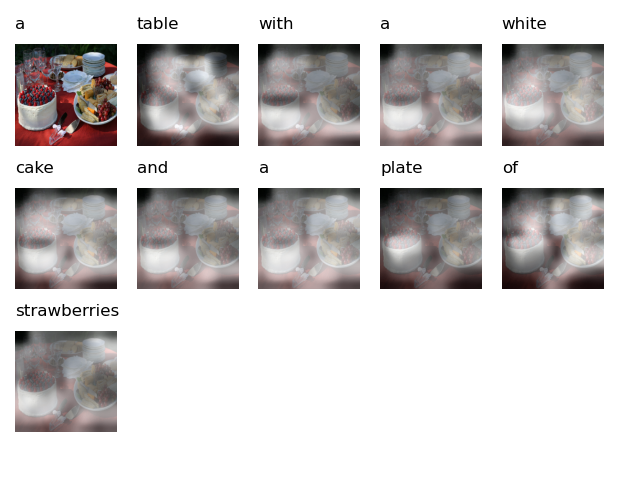 a table with a white
cake and a plate of
strawberries